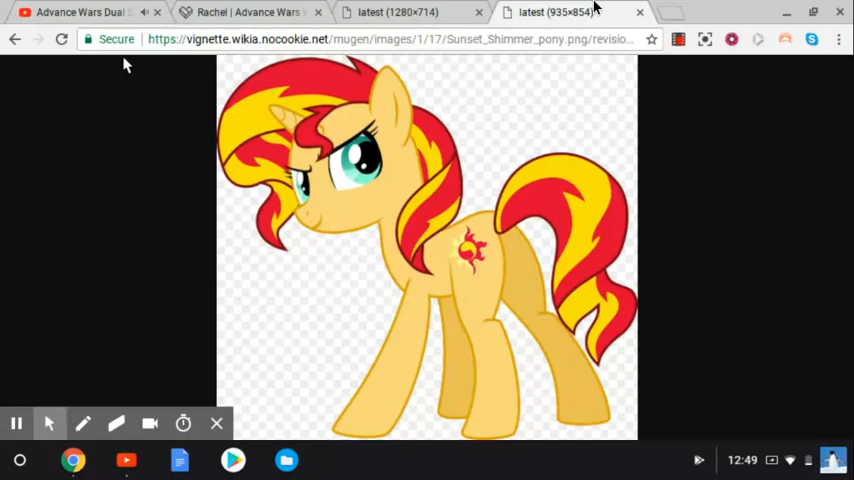 Advance Wars Dual S
Rachel | Advance Wars
latest (1280×714)
latest (935×854)
Secure
https://vignette.wikia.nocookie.net/mugen/images/1/17/Sunset_Shimmer_pony.png/revisio...
12:49